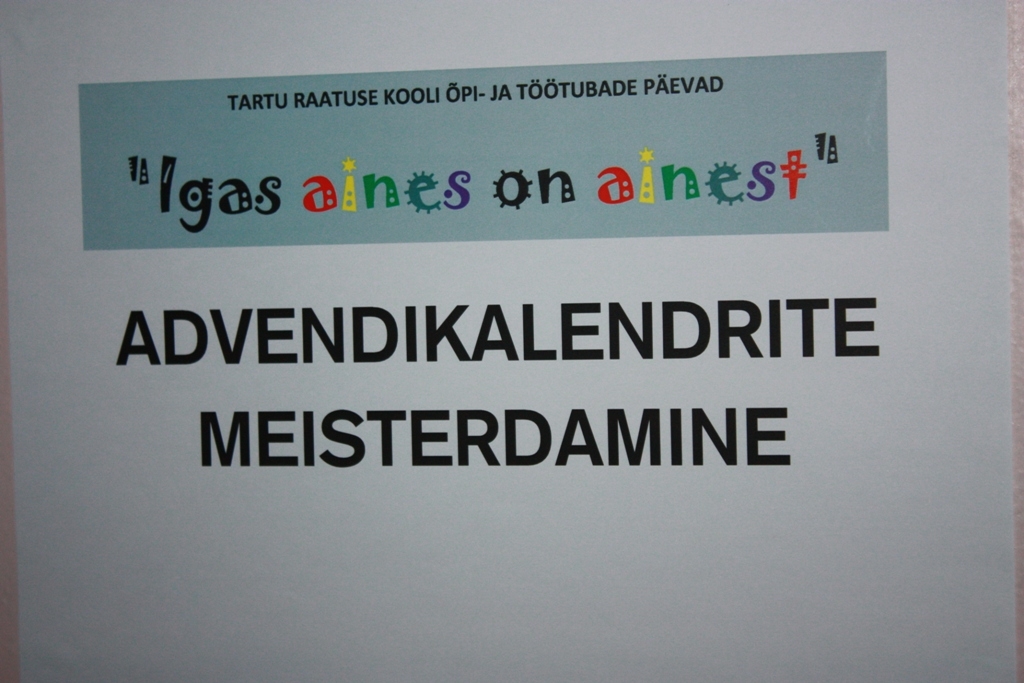 TARTU RAATUSE KOOLI ÕPI- JA TÖÖTUBADE PÄEVAD
"Igas aines on ainest"
ADVENDIKALENDRITE
MEISTERDAMINE